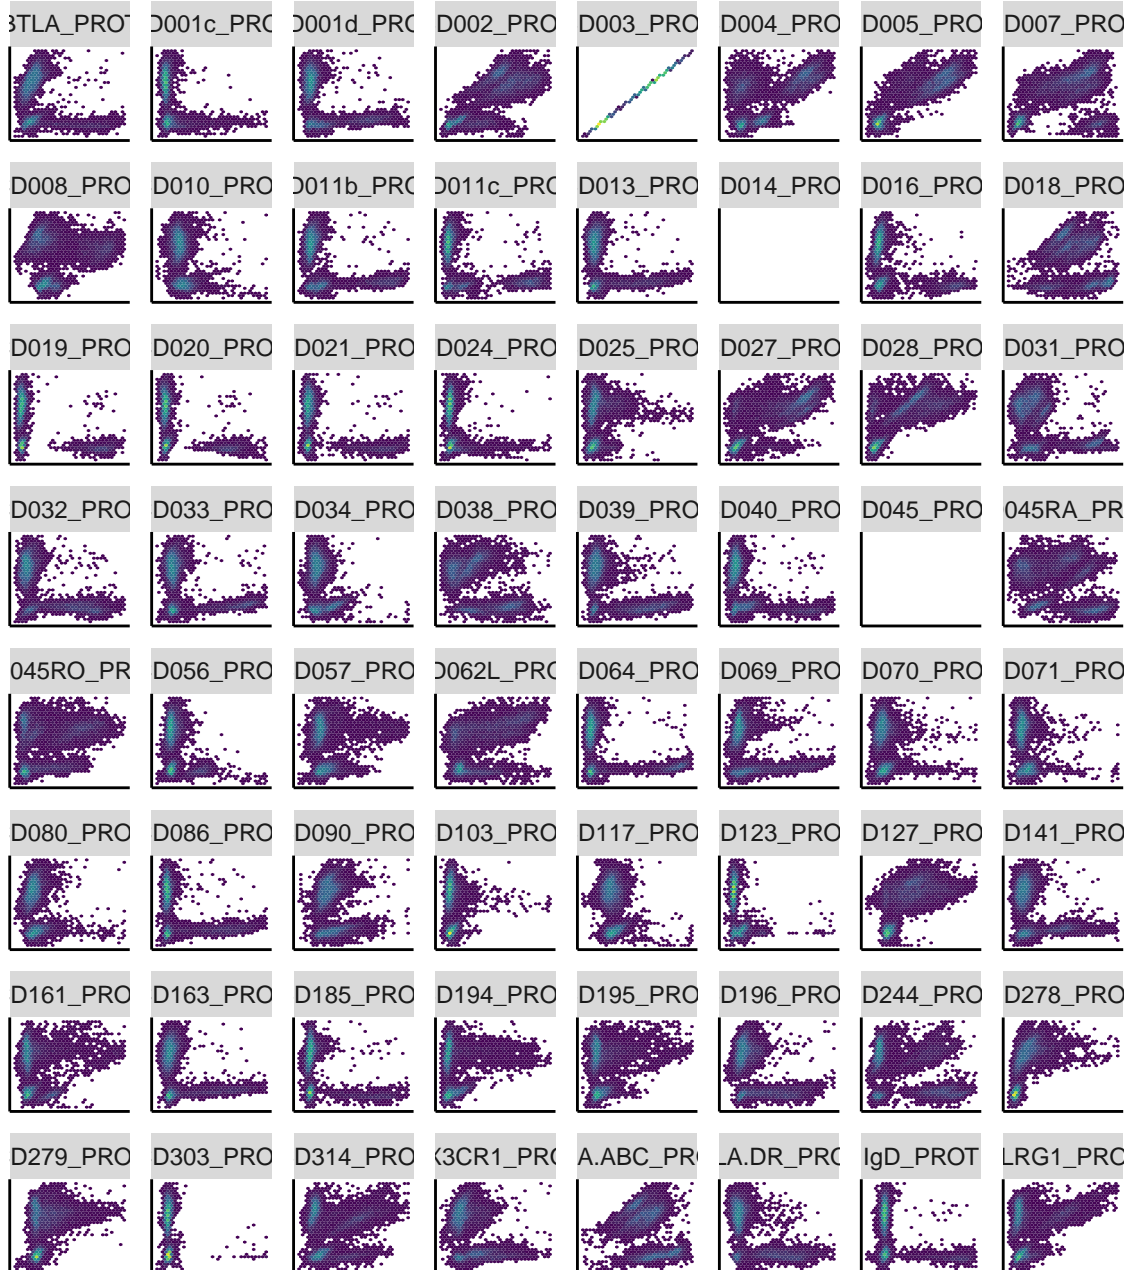 BTLA_PROT D001c_PRO D001d_PRO D002_PRO D003_PRO D004_PRO D005_PRO D007_PRO
D008_PRO D010_PRO D011b_PRO D011c_PRO D013_PRO D014_PRO D016_PRO D018_PRO
D019_PRO D020_PRO D021_PRO D024_PRO D025_PRO D027_PRO D028_PRO D031_PRO
D032_PRO D033_PRO D034_PRO D038_PRO D039_PRO D040_PRO D045_PRO 045RA_PR
045RO_PR D056_PRO D057_PRO D062L_PRO D064_PRO D069_PRO D070_PRO D071_PRO
D080_PRO D086_PRO D090_PRO D103_PRO D117_PRO D123_PRO D127_PRO D141_PRO
D161_PRO D163_PRO D185_PRO D194_PRO D195_PRO D196_PRO D244_PRO D278_PRO
D279_PRO D303_PRO D314_PRO X3CR1_PRO A.ABC_PR LA.DR_PRO IgD_PROT LRG1_PRO